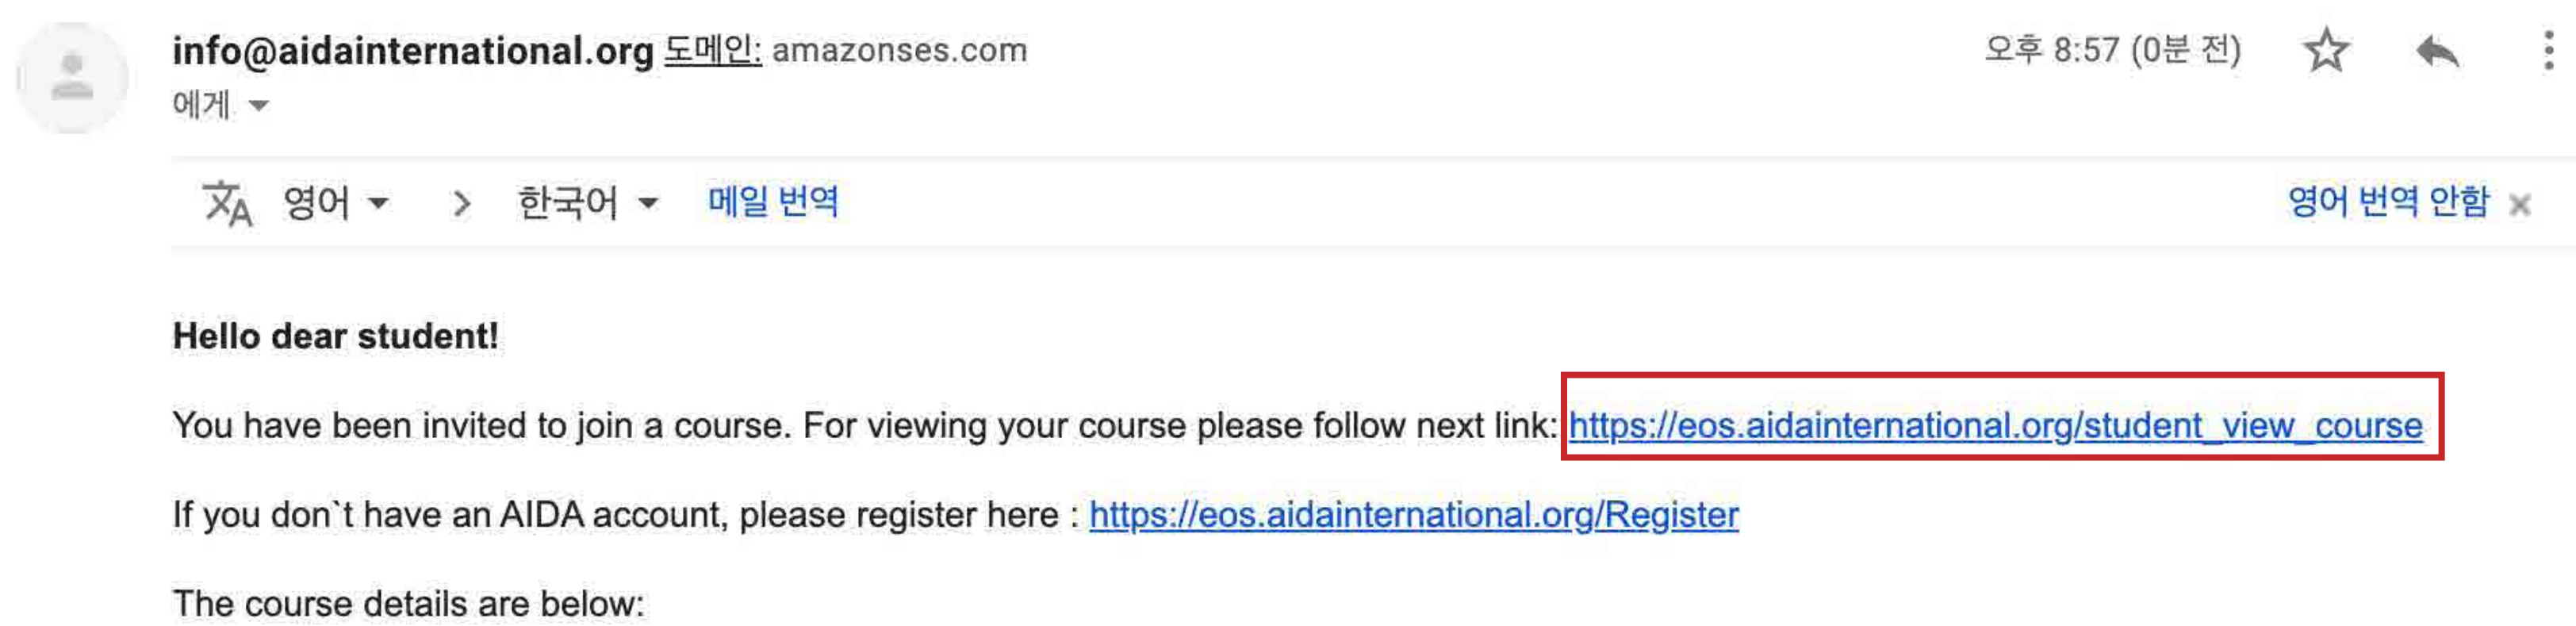 info@aidainternational.org 도메인: amazonses.com 오후 8:57 (0분 전)
에게
영어 > 한국어 메일 번역 영어 번역 안함 ×
Hello dear student!
You have been invited to join a course. For viewing your course please follow next link: https://eos.aidainternational.org/student_view_course
If you don`t have an AIDA account, please register here : https://eos.aidainternational.org/Register
The course details are below: